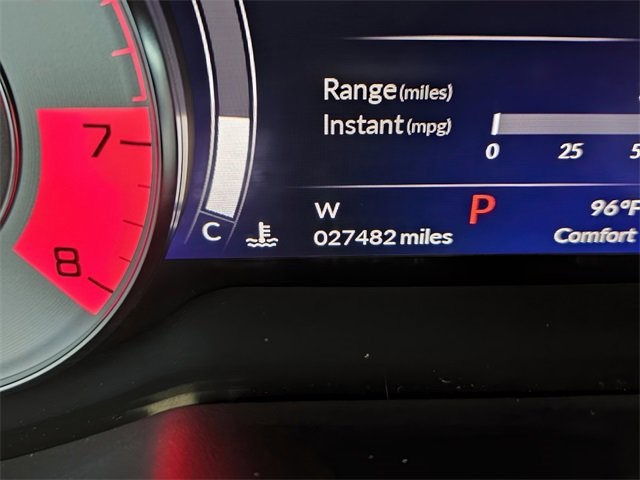 7
8
C
Range (miles)
Instant (mpg)
0 25
W P 96°F
027482 miles Comfort